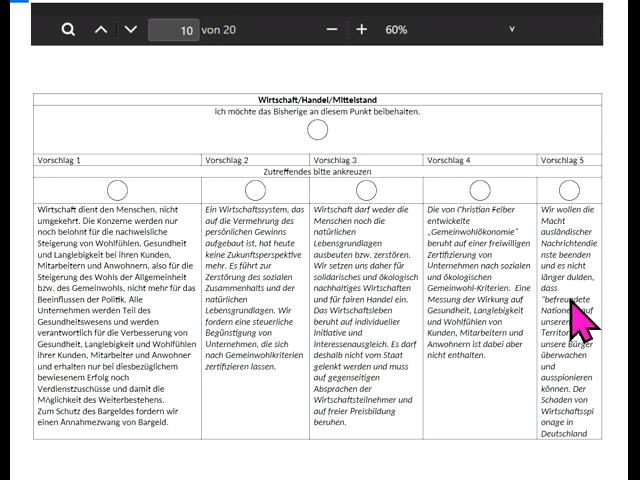 10 von 20
60%
Wirtschaft/Handel/Mittelstand
Ich möchte das Bisherige an diesem Punkt beibehalten.
Vorschlag 1
Vorschlag 2
Vorschlag 3
Vorschlag 4
Vorschlag 5
Zutreffendes bitte ankreuzen
Wirtschaft dient den Menschen, nicht
umgekehrt. Die Konzerne werden nur
noch belohnt für die nachweisliche
Steigerung von Wohlfühlen, Gesundheit
und Langlebigkeit bei ihren Kunden,
Mitarbeitern und Anwohnern, also für die
Steigerung des Wohls der Allgemeinheit
bzw. des Gemeinwohls, nicht mehr für das
Beeinflussen der Politik. Alle
Unternehmen werden Teil des
Gesundheitswesens und werden
verantwortlich für die Verbesserung von
Gesundheit, Langlebigkeit und Wohlfühlen
ihrer Kunden, Mitarbeiter und Anwohner
und erhalten nur bei diesbezüglichem
bewiesenem Erfolg noch
Verdienstzuschüsse und damit die
Möglichkeit des Weiterbestehens.
Zum Schutz des Bargeldes fordern wir
einen Annahmezwang von Bargeld.
Ein Wirtschaftssystem, das
auf die Vermehrung des
persönlichen Gewinns
aufgebaut ist, hat heute
keine Zukunftsperspektive
mehr. Es führt zur
Zerstörung des sozialen
Zusammenhalts und der
natürlichen
Lebensgrundlagen. Wir
fordern eine steuerliche
Begünstigung von
Unternehmen, die sich
nach Gemeinwohlkriterien
zertifizieren lassen.
Wirtschaft darf weder die
Menschen noch die
natürlichen
Lebensgrundlagen
ausbeuten bzw. zerstören.
Wir setzen uns daher für
solidarisches und ökologisch
nachhaltiges Wirtschaften
und für fairen Handel ein.
Das Wirtschaftsleben
beruht auf individueller
Initiative und
Interessenausgleich. Es darf
deshalb nicht vom Staat
gelenkt werden und muss
auf gegenseitigen
Absprachen der
Wirtschaftsteilnehmer und
auf freier Preisbildung
beruhen.
Die von Christian Felber
entwickelte
„Gemeinwohlökonomie“
beruht auf einer freiwilligen
Zertifizierung von
Unternehmen nach sozialen
und ökologischen
Gemeinwohl-Kriterien. Eine
Messung der Wirkung auf
Gesundheit, Langlebigkeit
und Wohlfühlen von
Kunden, Mitarbeitern und
Anwohnern ist dabei aber
nicht enthalten.
Wir wollen die
Macht
ausländischer
Nachrichtendie
nste beenden
und es nicht
länger dulden,
dass
"befreundete
auf
unserem
unsere Bürger
überwachen
und
ausspionieren
können. Der
Schaden von
Wirtschaftsspi
onage in
Deutschland